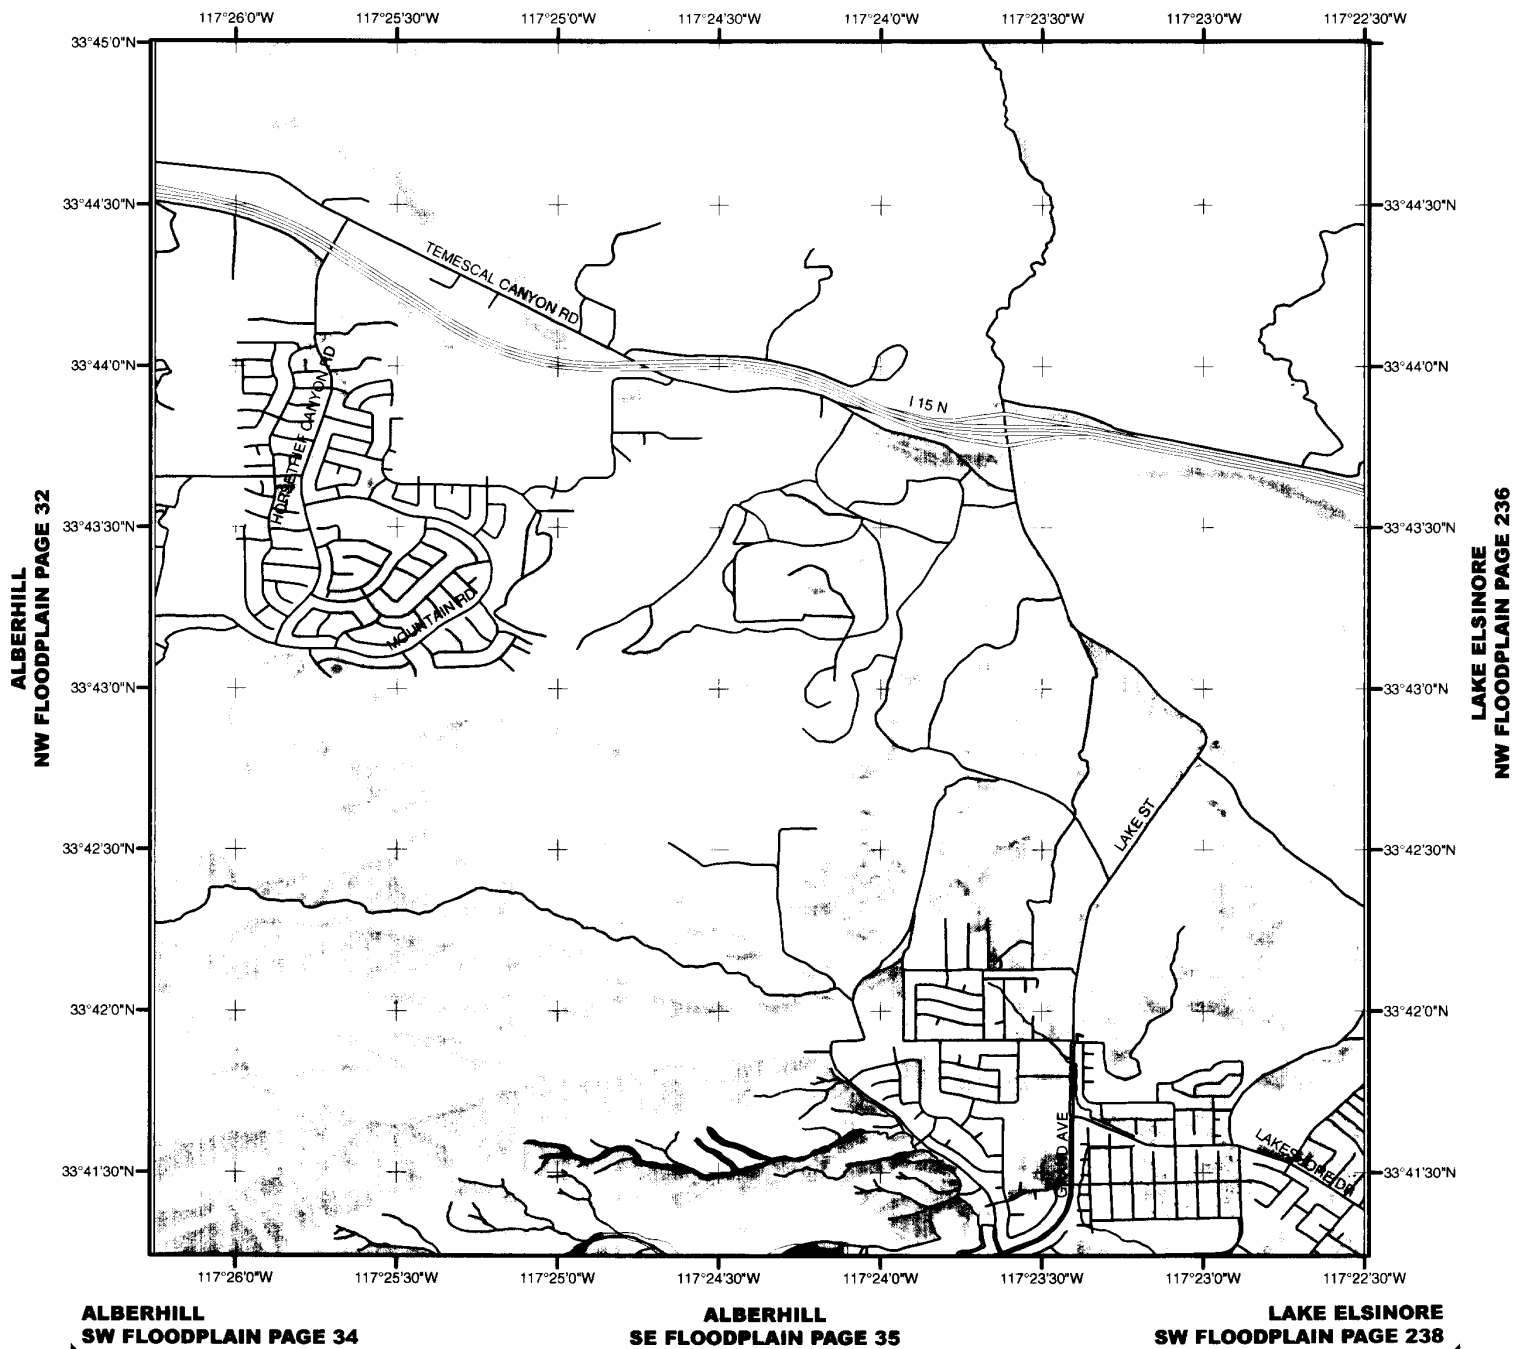 117°26'0"W 117°25'30"W 117°25'0"W 117°24'30"W 117°24'0"W 117°23'30"W 117°23'0"W 117°22'30"W
33°45'0"N
33°44'30"N 33°44'30"N
TEMESCAL CANYON RD
33°44'0"N 33°44'0"N
I 15 N
HORSETHIEF CANYON RD
33°43'30"N 33°43'30"N
ALBERHILL
NW FLOODPLAIN PAGE 32
LAKE ELSINORE
NW FLOODPLAIN PAGE 236
MOUNTAIN RD
33°43'0"N 33°43'0"N
LAKE ST
33°42'30"N 33°42'30"N
33°42'0"N 33°42'0"N
GRAND AVE
LAKESHORE DR
33°41'30"N 33°41'30"N
117°26'0"W 117°25'30"W 117°25'0"W 117°24'30"W 117°24'0"W 117°23'30"W 117°23'0"W 117°22'30"W
ALBERHILL
SW FLOODPLAIN PAGE 34
ALBERHILL
SE FLOODPLAIN PAGE 35
LAKE ELSINORE
SW FLOODPLAIN PAGE 238